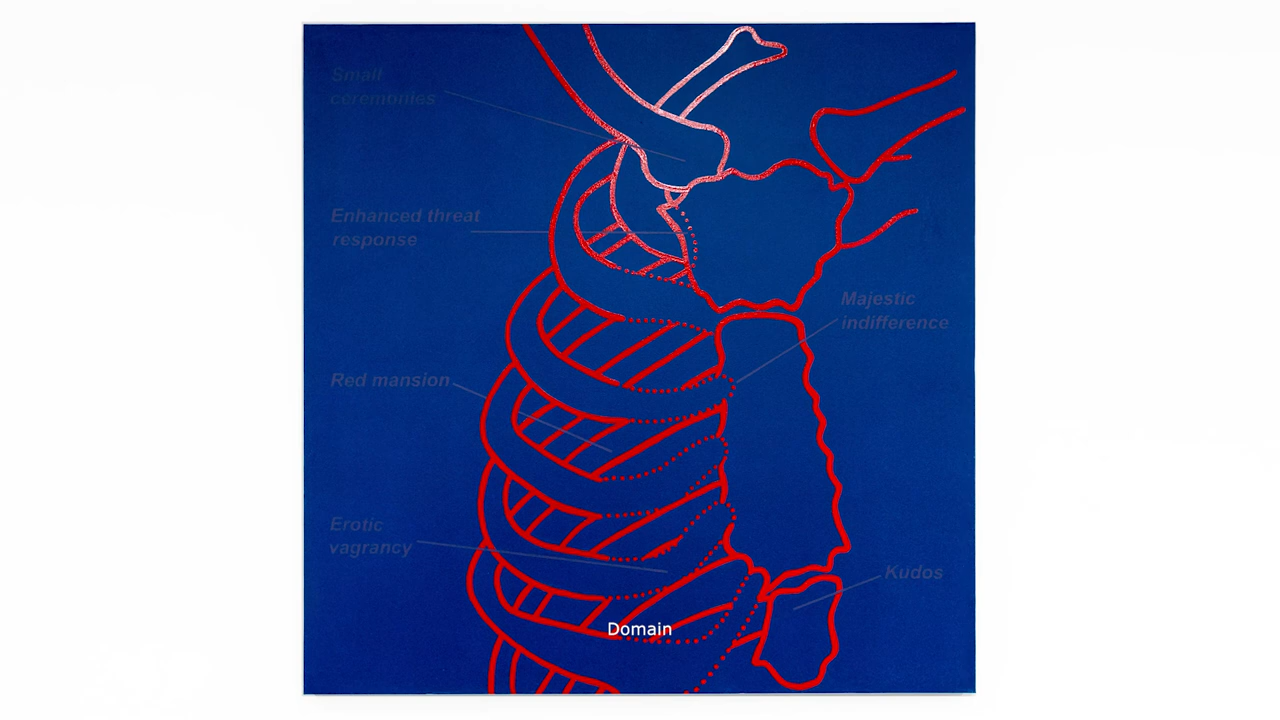 Small
ceremonies
Enhanced threat
response
Majestic
indifference
Red mansion
Erotic
vagrancy
Kudos
Domain